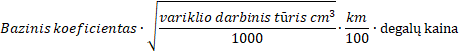 Bazinis koeficientas · √(variklio darbinis tūris cm³ / 1000) · km / 100 · degalų kaina